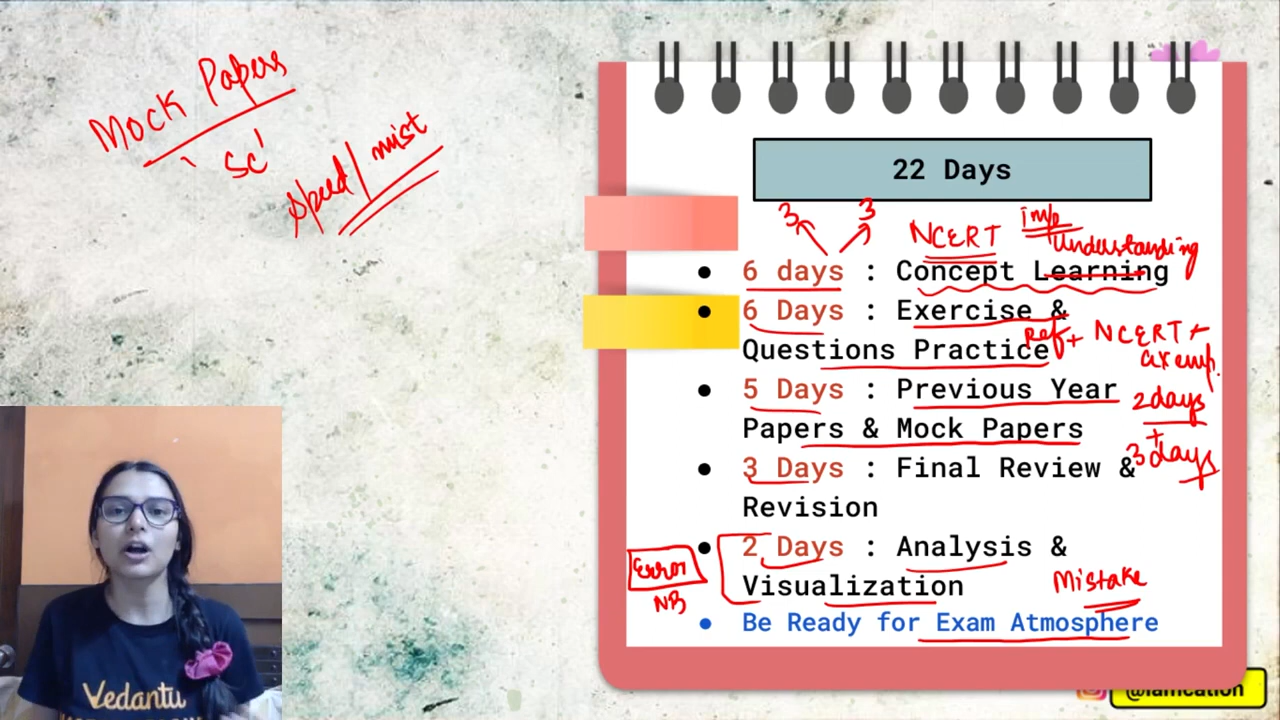 Mock Papers
Sc'
Speed/mist
22 Days
3 3 NCERT imp
Understanding
6 days : Concept Learning
6 Days : Exercise &
Ref + NCERT +
Questions Practice
exemp.
5 Days : Previous Year
2 days
Papers & Mock Papers
+
3 days
3 Days : Final Review &
Revision
2 Days : Analysis &
Error
Visualization
Mistake
NB
Be Ready for Exam Atmosphere
Vedantu
@iamcation